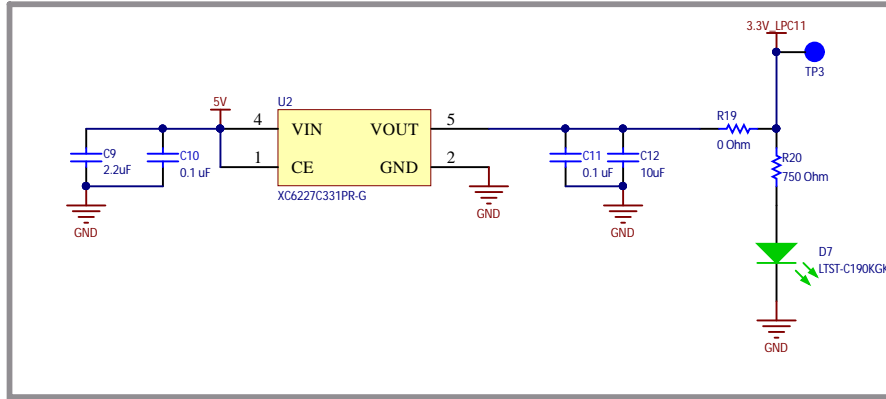 3.3V_LPC11
TP3
5V
U2
4
VIN
VOUT
5
1
CE
GND
2
XC6227C331PR-G
C9
2.2uF
C10
0.1 uF
GND
GND
C11
0.1 uF
C12
10uF
GND
R19
0 Ohm
R20
750 Ohm
D7
LTST-C190KGK
GND